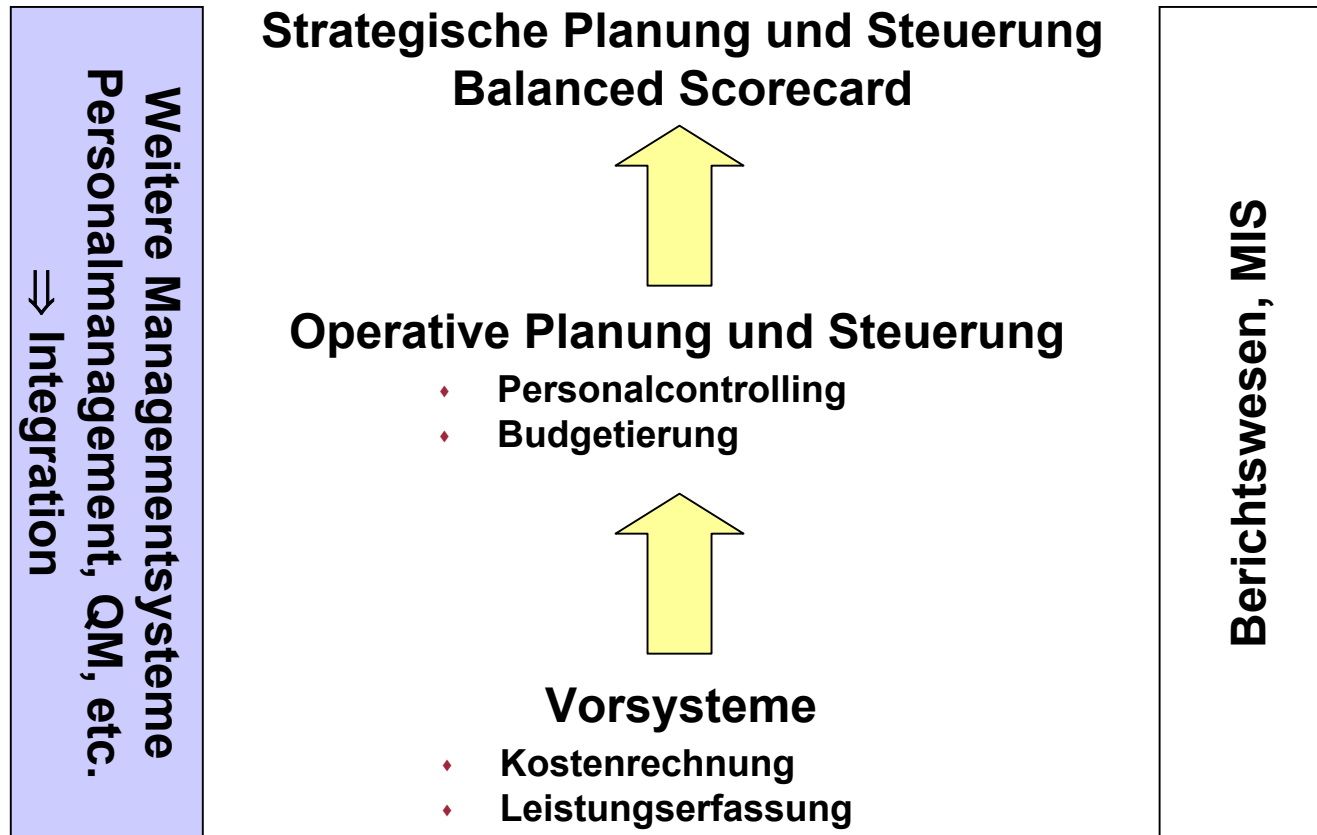 Weitere Managementsysteme
Personalmanagement, QM, etc.
⇒ Integration
Strategische Planung und Steuerung
Balanced Scorecard
Operative Planung und Steuerung
♦ Personalcontrolling
♦ Budgetierung
Vorsysteme
♦ Kostenrechnung
♦ Leistungserfassung
Berichtswesen, MIS